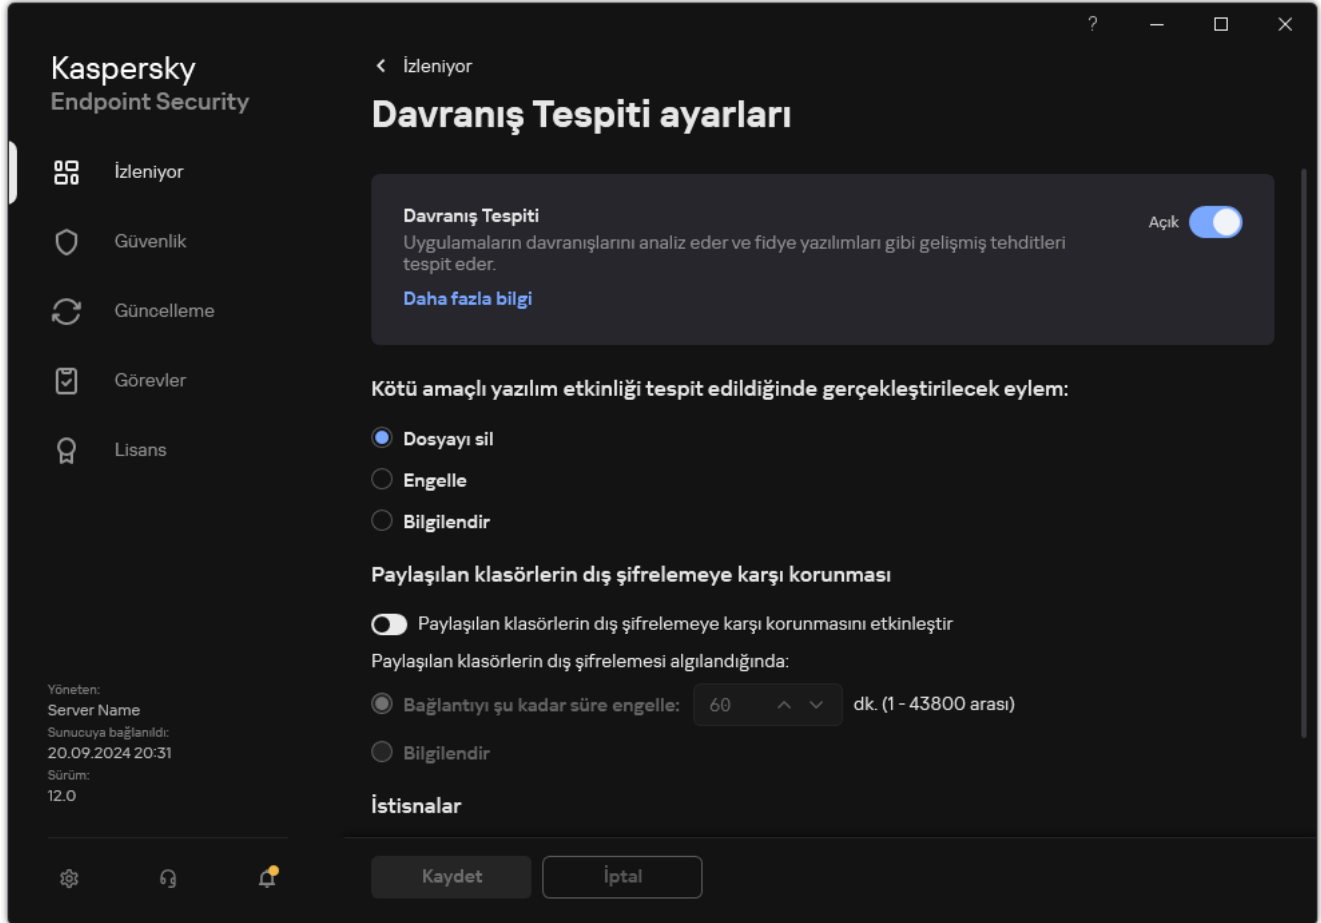 ?
Kaspersky
Endpoint Security
İzleniyor
Güvenlik
Güncelleme
Görevler
Lisans
Yöneten:
Server Name
Sunucuya bağlanıldı:
20.09.2024 20:31
Sürüm:
12.0
İzleniyor
Davranış Tespiti ayarları
Davranış Tespiti
Açık
Uygulamaların davranışlarını analiz eder ve fidye yazılımları gibi gelişmiş tehditleri
tespit eder.
Daha fazla bilgi
Kötü amaçlı yazılım etkinliği tespit edildiğinde gerçekleştirilecek eylem:
Dosyayı sil
Engelle
Bilgilendir
Paylaşılan klasörlerin dış şifrelemeye karşı korunması
Paylaşılan klasörlerin dış şifrelemeye karşı korunmasını etkinleştir
Paylaşılan klasörlerin dış şifrelemesi algılandığında:
Bağlantıyı şu kadar süre engelle: 60 dk. (1 - 43800 arası)
Bilgilendir
İstisnalar
Kaydet
İptal